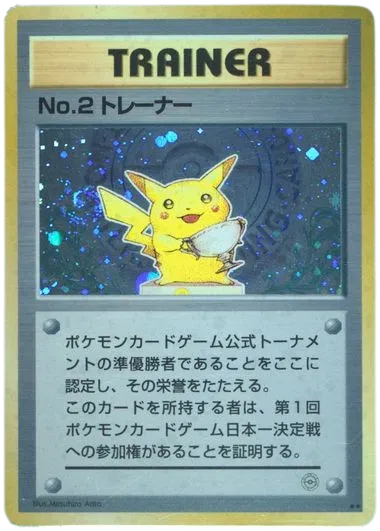 TRAINER
No.2トレーナー
ポケモンカードゲーム公式トーナメ
ントの準優勝者であることをここに
認定し、その栄誉をたたえる。
このカードを所持する者は、第1回
ポケモンカードゲーム日本一決定戦
への参加権があることを証明する。
Illus. Mitsuhiro Arita